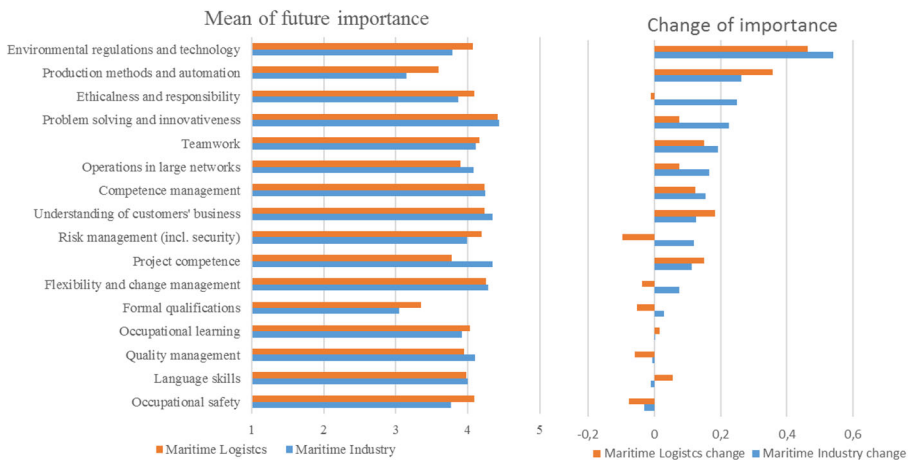 Mean of future importance
Change of importance
Environmental regulations and technology
Production methods and automation
Ethicalness and responsibility
Problem solving and innovativeness
Teamwork
Operations in large networks
Competence management
Understanding of customers' business
Risk management (incl. security)
Project competence
Flexibility and change management
Formal qualifications
Occupational learning
Quality management
Language skills
Occupational safety
1 2 3 4 5
-0,2 0 0,2 0,4 0,6
Maritime Logistcs Maritime Industry
Maritime Logistcs change Maritime Industry change